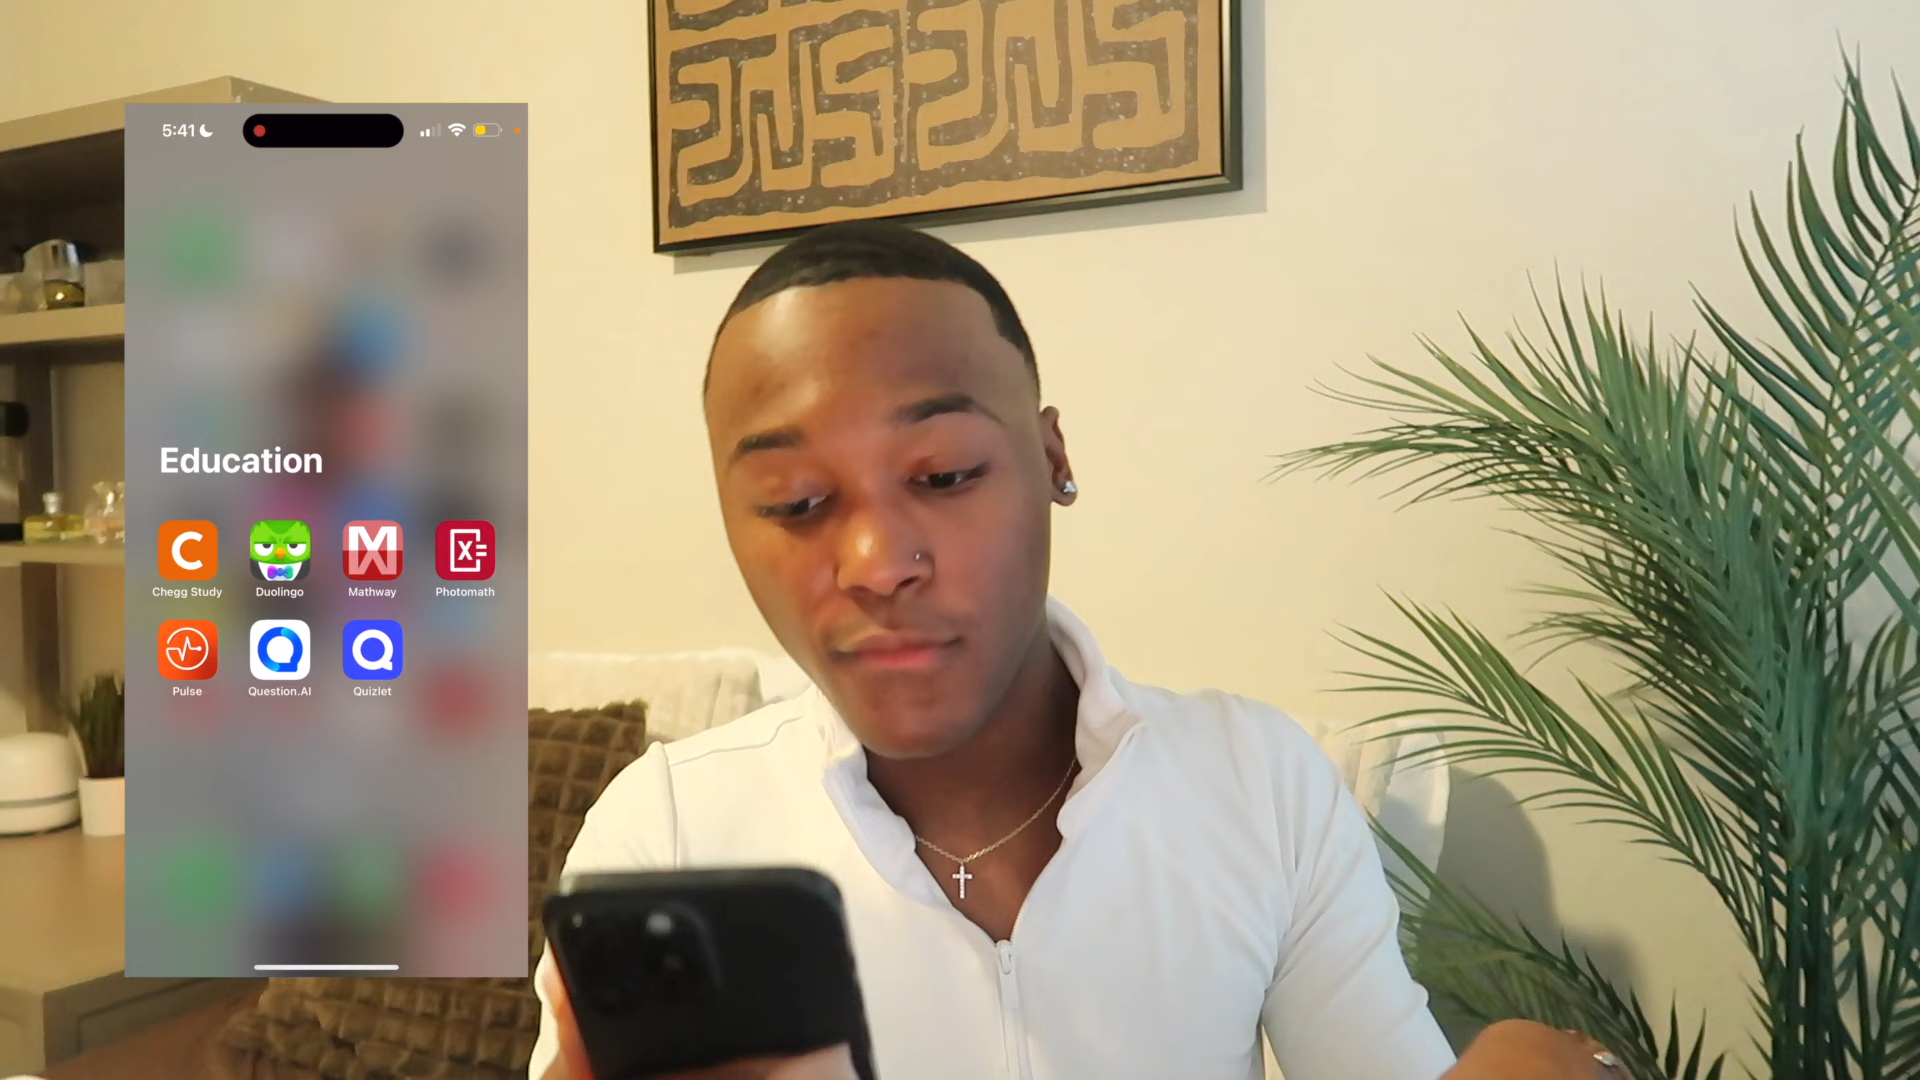 5:41
Education
C
M
X=
Chegg Study Duolingo Mathway Photomath
Pulse Question.AI Quizlet